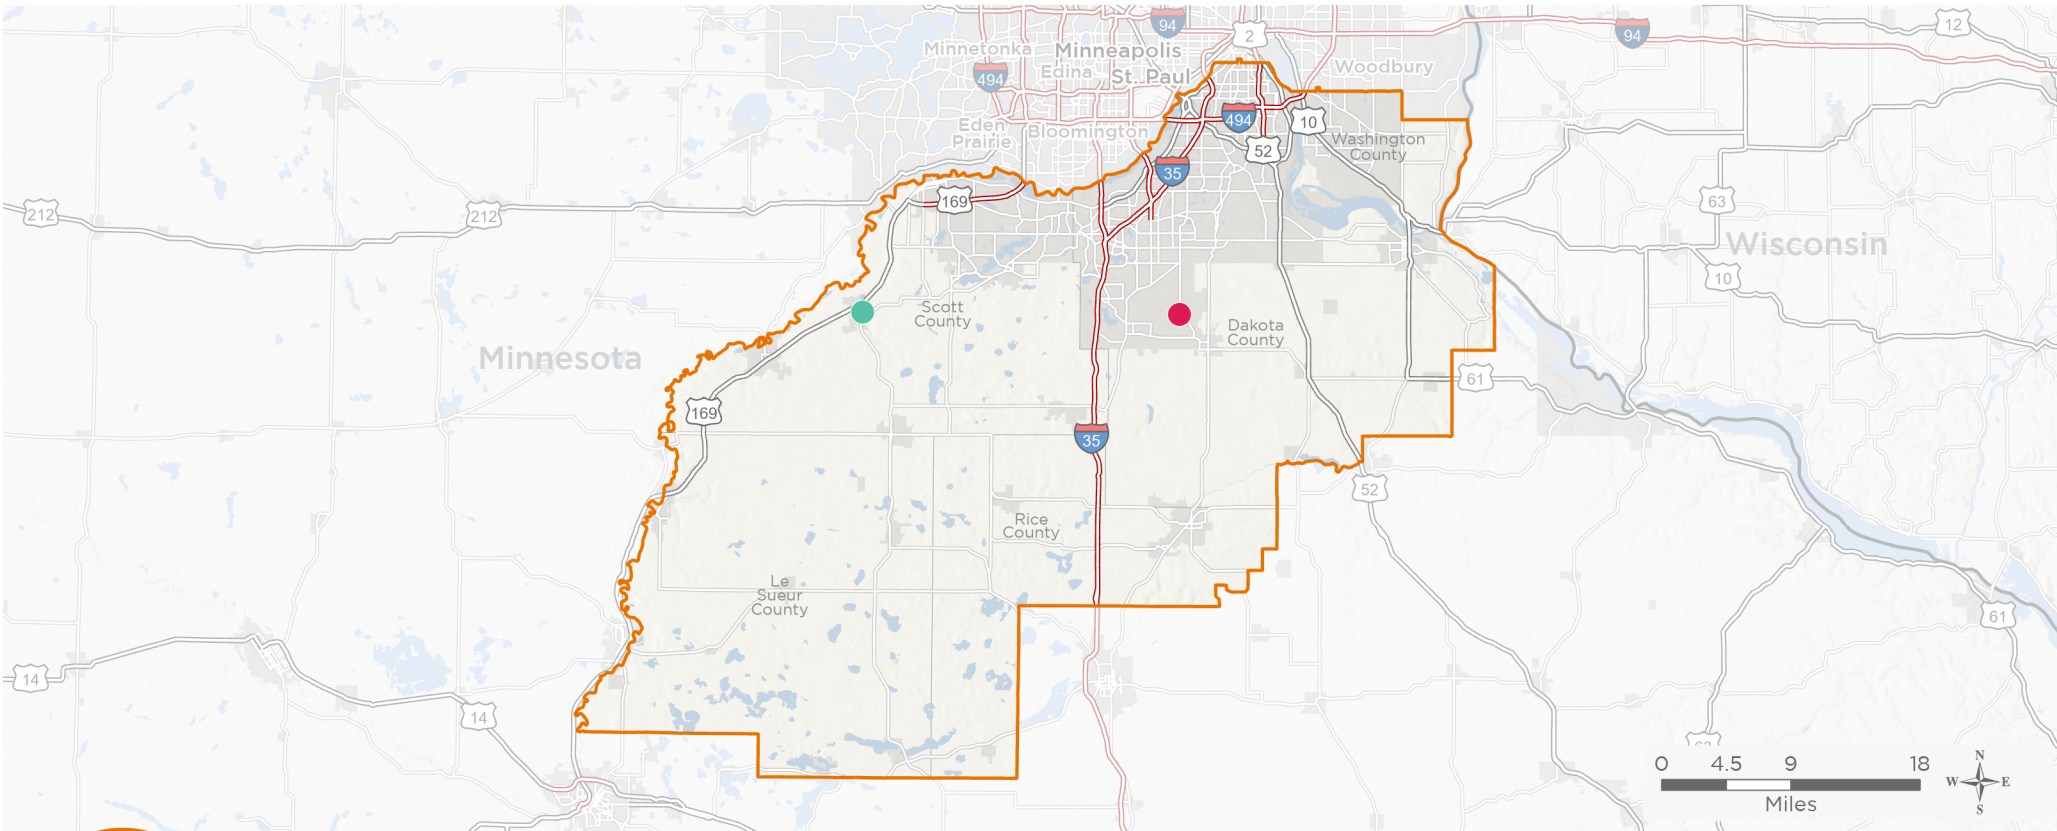 94
2
94
12
Minnetonka
Minneapolis
494
Edina
St. Paul
Woodbury
494
10
Eden
Prairie
Bloomington
52
Washington
County
35
169
63
212
212
Wisconsin
10
Scott
County
Dakota
County
Minnesota
61
169
35
52
Rice
County
Le
Sueur
County
61
14
14
0 4.5 9 18
Miles
N
W E
S